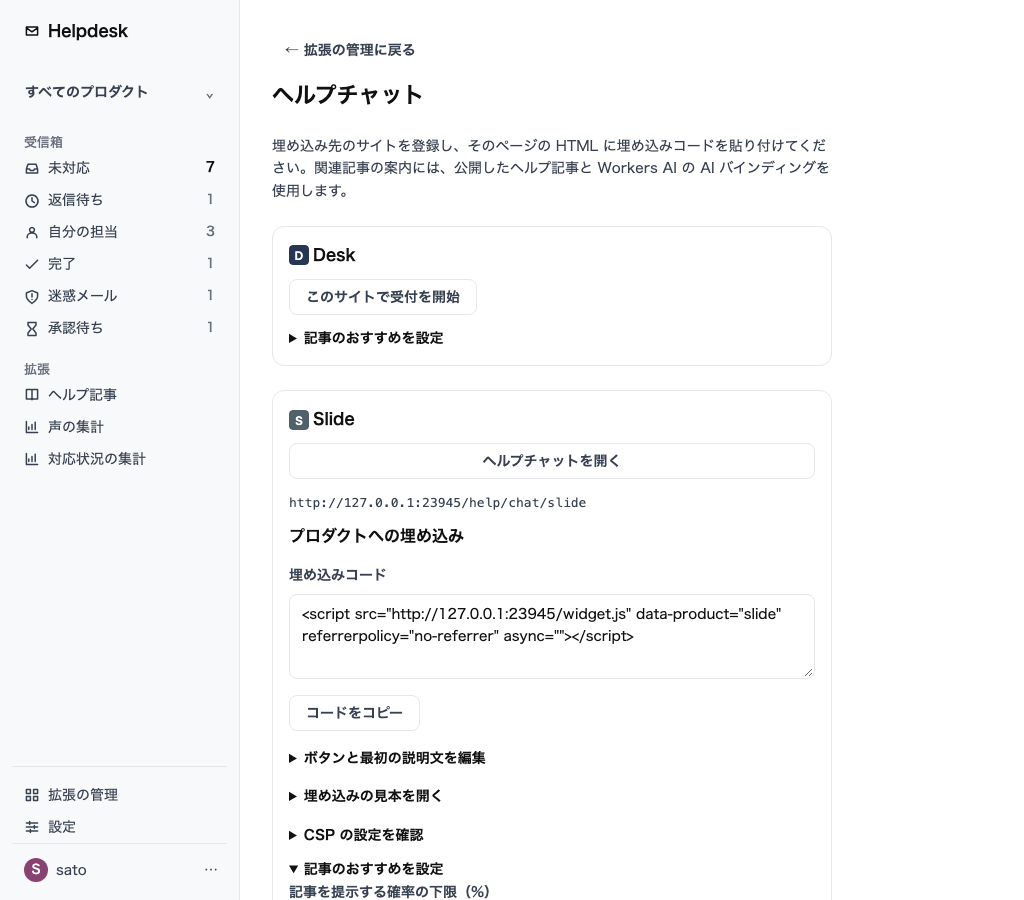 Helpdesk
すべてのプロダクト
受信箱
未対応 7
返信待ち 1
自分の担当 3
完了 1
迷惑メール 1
承認待ち 1
拡張
ヘルプ記事
声の集計
対応状況の集計
拡張の管理
設定
S sato ...
← 拡張の管理に戻る
ヘルプチャット
埋め込み先のサイトを登録し、そのページの HTML に埋め込みコードを貼り付けてくだ
さい。関連記事の案内には、公開したヘルプ記事と Workers AI の AI バインディングを
使用します。
D Desk
このサイトで受付を開始
▶ 記事のおすすめを設定
S Slide
ヘルプチャットを開く
http://127.0.0.1:23945/help/chat/slide
プロダクトへの埋め込み
埋め込みコード
<script src="http://127.0.0.1:23945/widget.js" data-product="slide"
referrerpolicy="no-referrer" async=""></script>
コードをコピー
▶ ボタンと最初の説明文を編集
▶ 埋め込みの見本を開く
▶ CSP の設定を確認
▼ 記事のおすすめを設定
記事を提示する確率の下限（%）